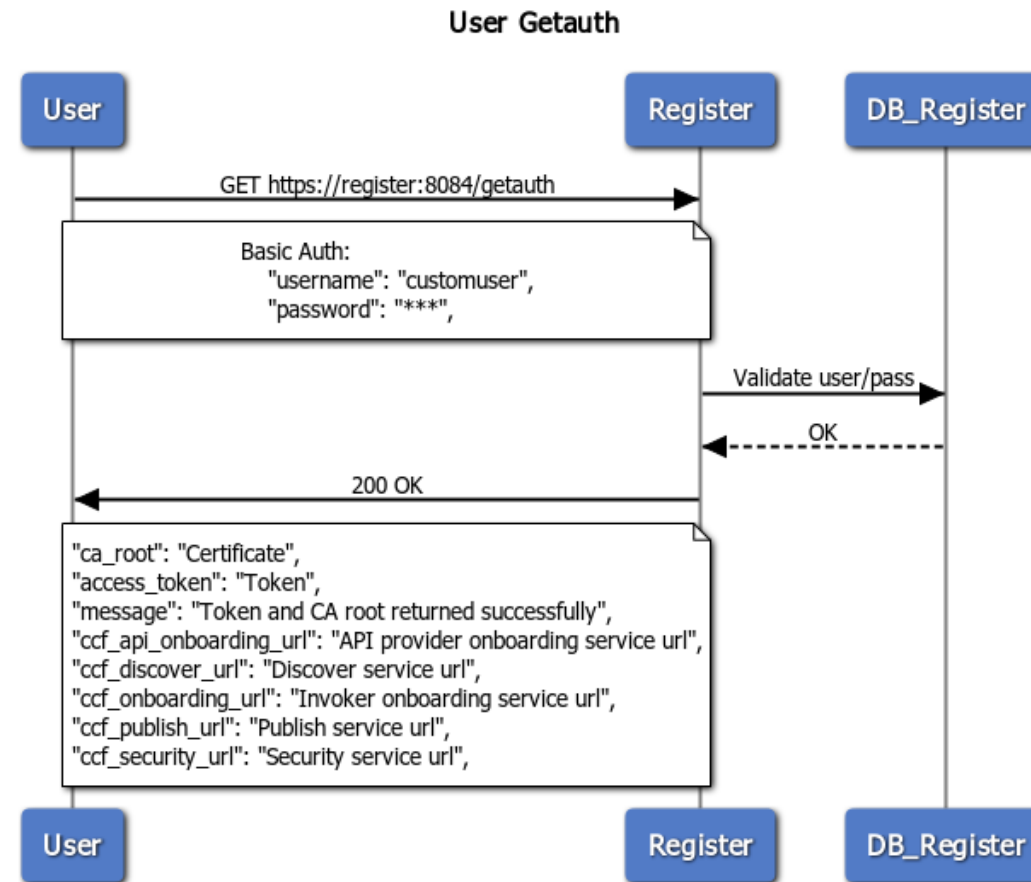 User Getauth
User Register DB_Register
GET https://register:8084/getauth
Basic Auth:
"username": "customuser",
"password": "***",
Validate user/pass
OK
200 OK
"ca_root": "Certificate",
"access_token": "Token",
"message": "Token and CA root returned successfully",
"ccf_api_onboarding_url": "API provider onboarding service url",
"ccf_discover_url": "Discover service url",
"ccf_onboarding_url": "Invoker onboarding service url",
"ccf_publish_url": "Publish service url",
"ccf_security_url": "Security service url",
User Register DB_Register